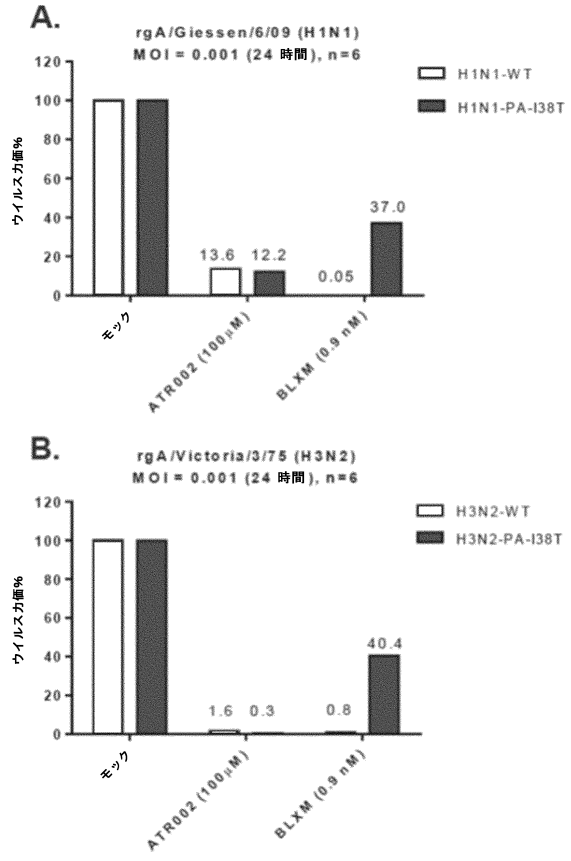 A.
rgA/Giessen/6/09 (H1N1)
MOI = 0.001 (24 時間), n=6
H1N1-WT
H1N1-PA-I38T
ウイルス力価%
120
100
80
60
40
20
0
13.6
12.2
0.05
37.0
モック
ATR002 (100μM)
BLXM (0.9 nM)
B.
rgA/Victoria/3/75 (H3N2)
MOI = 0.001 (24 時間), n=6
H3N2-WT
H3N2-PA-I38T
ウイルス力価%
120
100
80
60
40
20
0
1.6
0.3
0.8
40.4
モック
ATR002 (100μM)
BLXM (0.9 nM)